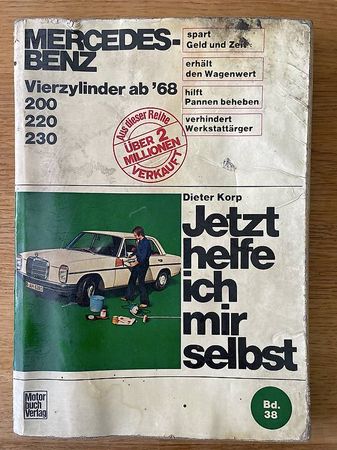 MERCEDES-
BENZ
Vierzylinder ab '68
200
220
230
spart
Geld und Zeit
erhält
den Wagenwert
hilft
Pannen beheben
verhindert
Werkstattärger
Aus dieser Reihe
ÜBER 2
MILLIONEN
VERKAUFT
Dieter Korp
Jetzt
helfe
ich
mir
selbst
Motor
buch
Verlag
Bd.
38